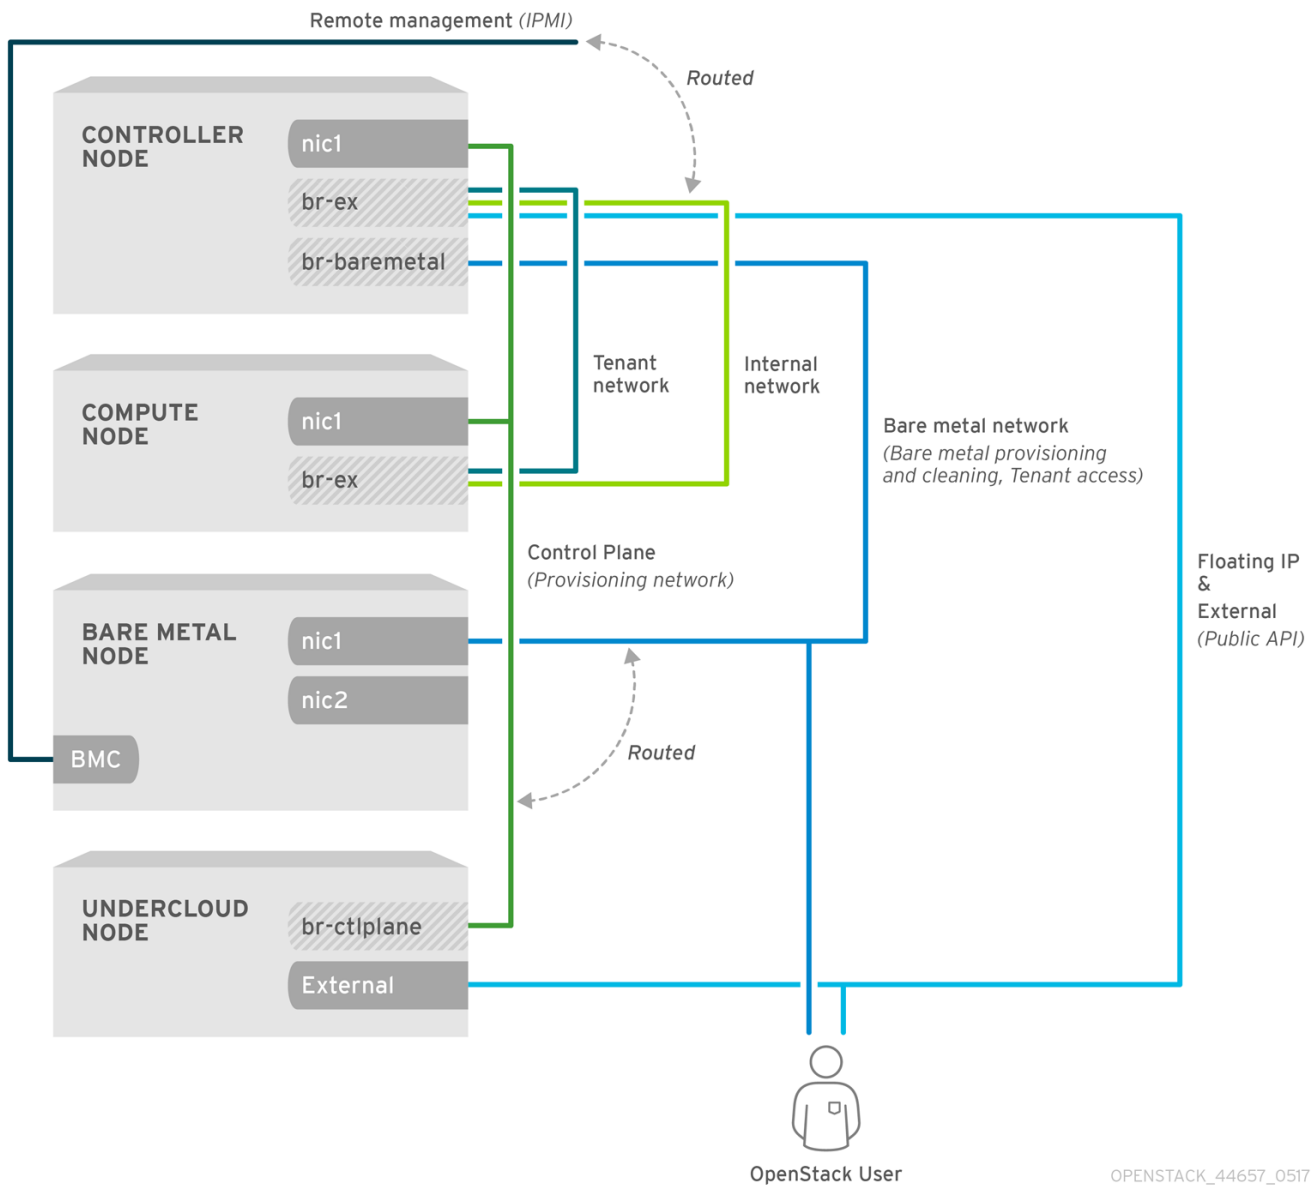 Remote management (IPMI)
Routed
CONTROLLER
NODE
nic1
br-ex
br-baremetal
Tenant
network
Internal
network
COMPUTE
NODE
nic1
br-ex
Bare metal network
(Bare metal provisioning
and cleaning, Tenant access)
Control Plane
(Provisioning network)
Floating IP
&
External
(Public API)
BARE METAL
NODE
nic1
nic2
BMC
Routed
UNDERCLOUD
NODE
br-ctlplane
External
OpenStack User
OPENSTACK_44657_0517